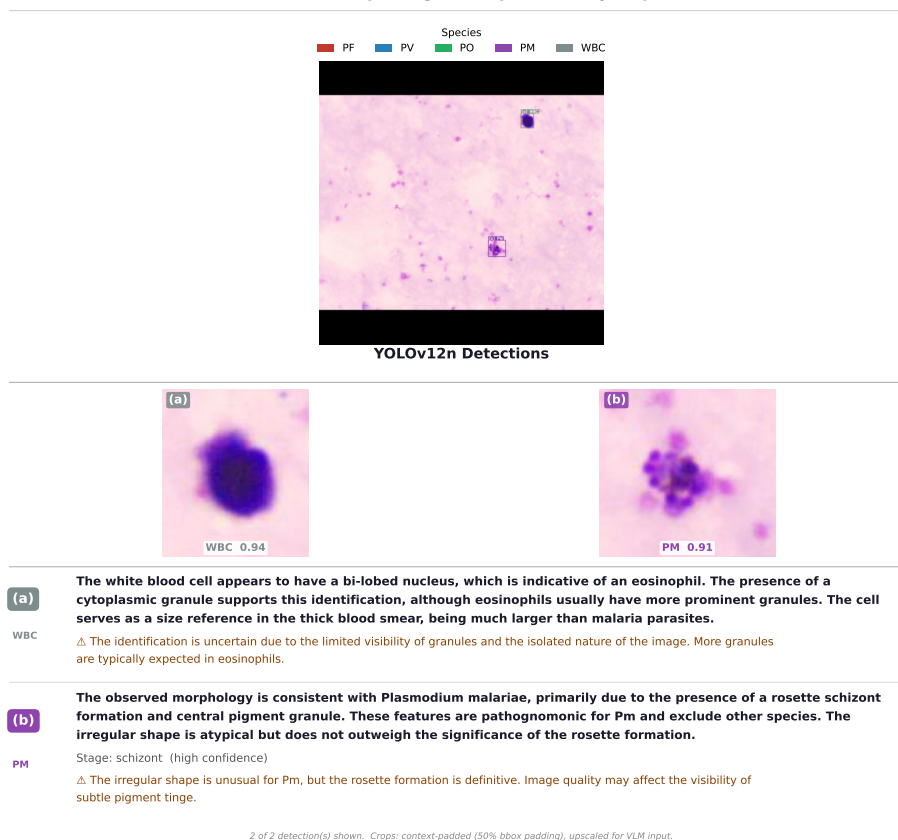 Species
PF PV PO PM WBC
YOLOv12n Detections
(a)
WBC 0.94
(b)
PM 0.91
(a)
WBC
The white blood cell appears to have a bi-lobed nucleus, which is indicative of an eosinophil. The presence of a
cytoplasmic granule supports this identification, although eosinophils usually have more prominent granules. The cell
serves as a size reference in the thick blood smear, being much larger than malaria parasites.
⚠ The identification is uncertain due to the limited visibility of granules and the isolated nature of the image. More granules
are typically expected in eosinophils.
(b)
PM
The observed morphology is consistent with Plasmodium malariae, primarily due to the presence of a rosette schizont
formation and central pigment granule. These features are pathognomonic for Pm and exclude other species. The
irregular shape is atypical but does not outweigh the significance of the rosette formation.
Stage: schizont (high confidence)
⚠ The irregular shape is unusual for Pm, but the rosette formation is definitive. Image quality may affect the visibility of
subtle pigment tinge.
2 of 2 detection(s) shown. Crops: context-padded (50% bbox padding), upscaled for VLM input.